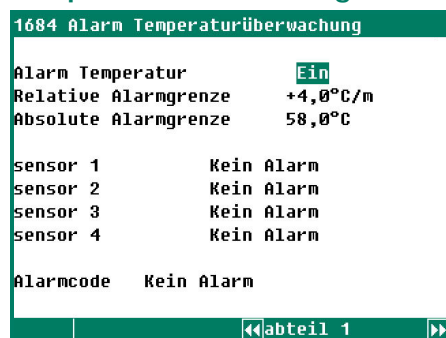 1684 Alarm Temperaturüberwachung
Alarm Temperatur Ein
Relative Alarmgrenze +4,0°C/m
Absolute Alarmgrenze 58,0°C
sensor 1 Kein Alarm
sensor 2 Kein Alarm
sensor 3 Kein Alarm
sensor 4 Kein Alarm
Alarmcode Kein Alarm
abteil 1